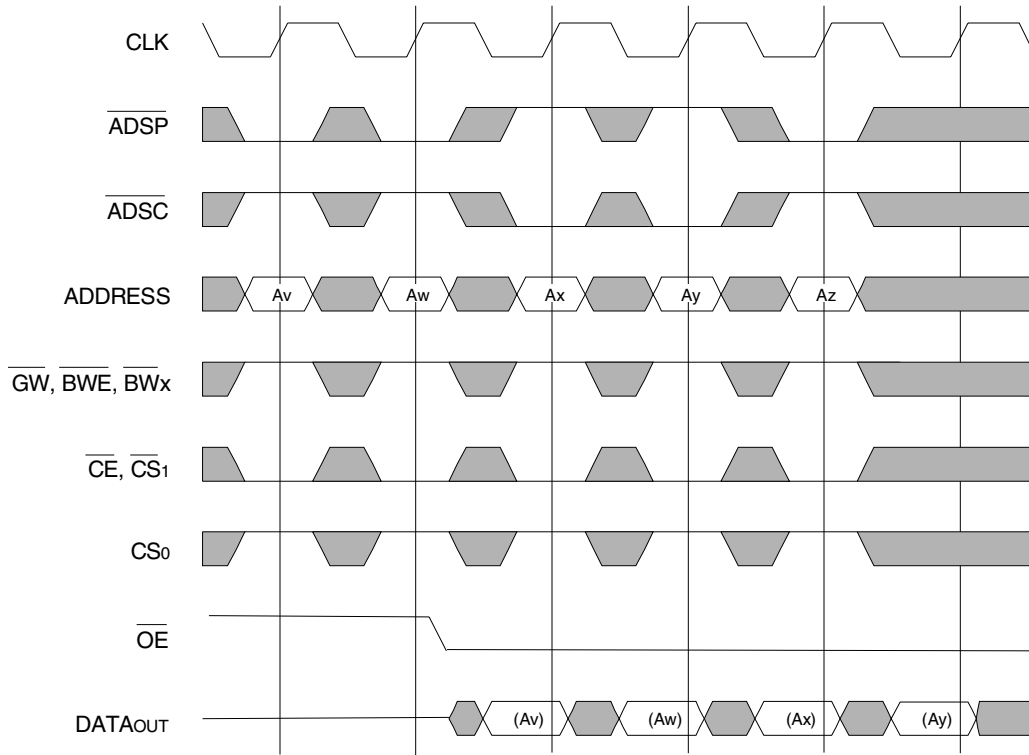 CLK
ADSP
ADSC
ADDRESS Av Aw Ax Ay Az
GW, BWE, BWx
CE, CS1
CS0
OE
DATAOUT (Av) (Aw) (Ax) (Ay)